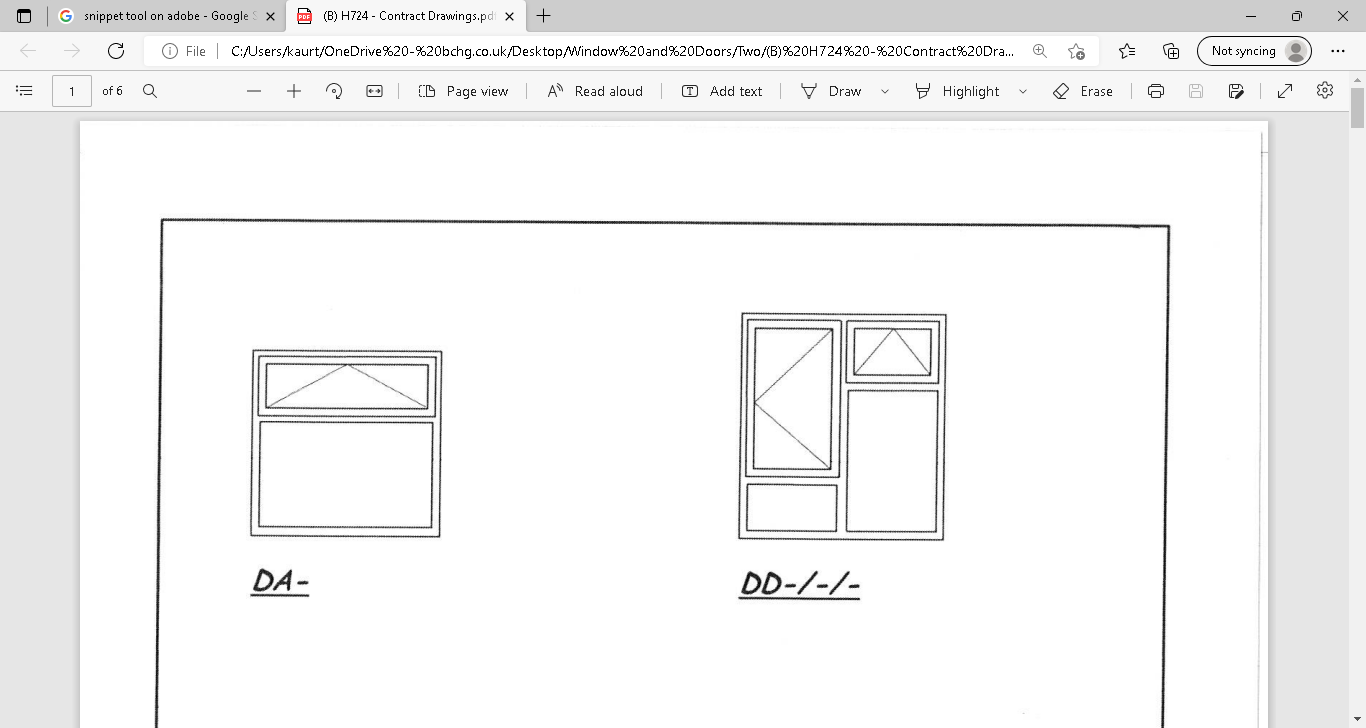 snippet tool on adobe - Google S
(B) H724 - Contract Drawings.pdf
File
C:/Users/kaurt/OneDrive%20-%20bchg.co.uk/Desktop/Window%20and%20Doors/Two/(B)%20H724%20-%20Contract%20Dra...
Not syncing
1 of 6
Page view
Read aloud
Add text
Draw
Highlight
Erase
DA-
DD-/-/-